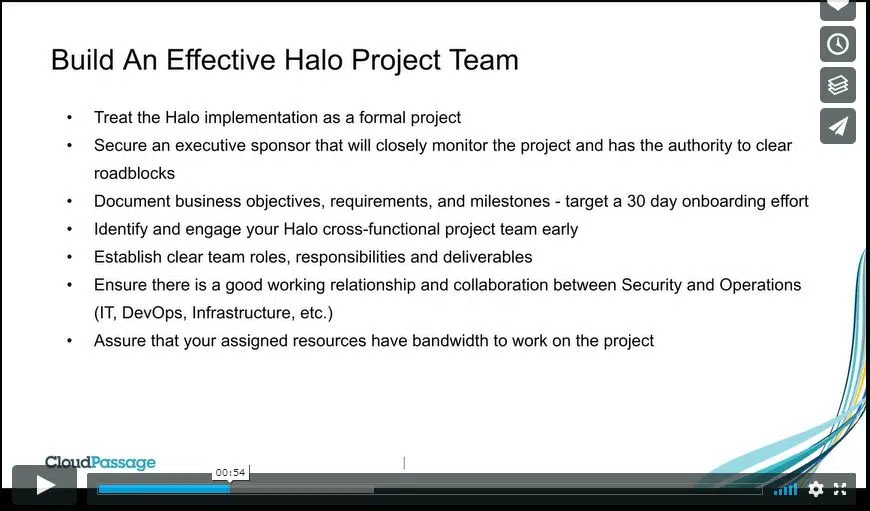 Build An Effective Halo Project Team
• Treat the Halo implementation as a formal project
• Secure an executive sponsor that will closely monitor the project and has the authority to clear
roadblocks
• Document business objectives, requirements, and milestones - target a 30 day onboarding effort
• Identify and engage your Halo cross-functional project team early
• Establish clear team roles, responsibilities and deliverables
• Ensure there is a good working relationship and collaboration between Security and Operations
(IT, DevOps, Infrastructure, etc.)
• Assure that your assigned resources have bandwidth to work on the project
CloudPassage
00:54